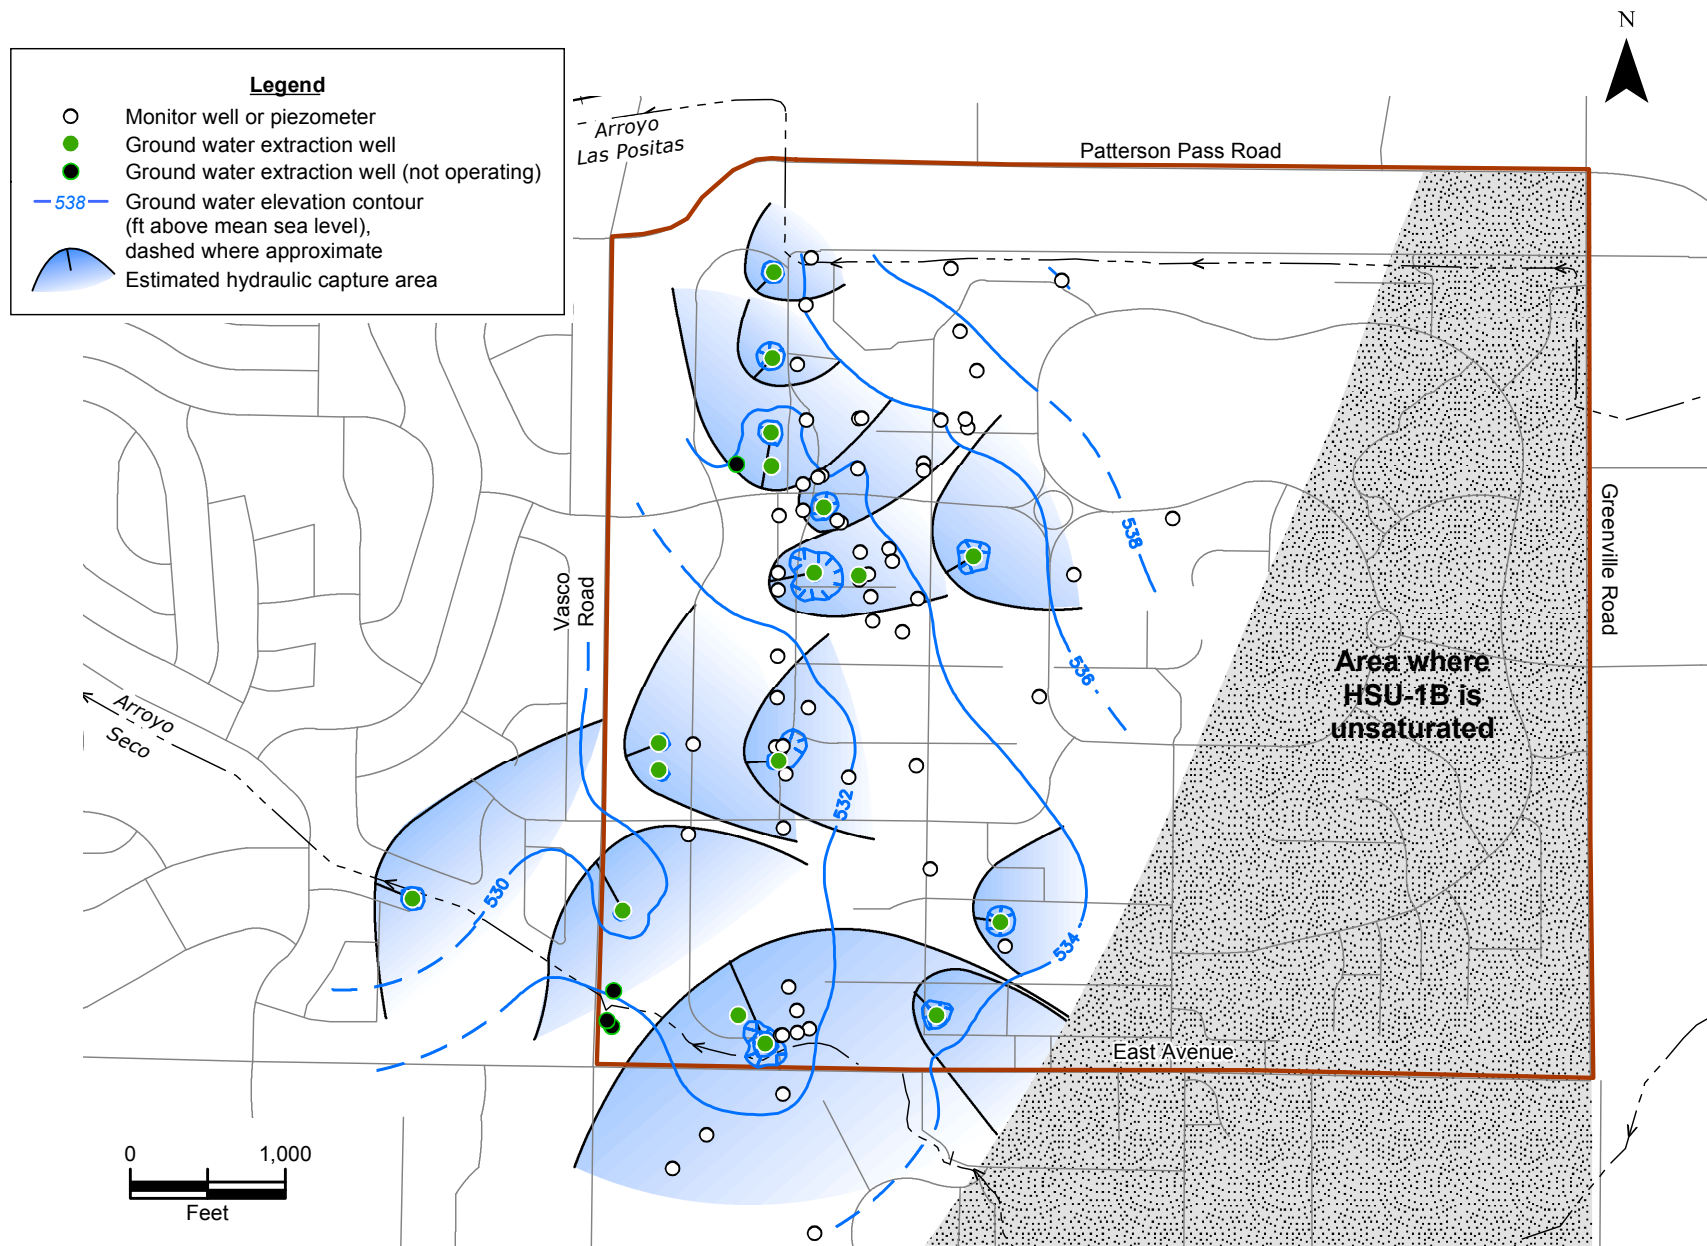 N
Legend
Monitor well or piezometer
Ground water extraction well
Ground water extraction well (not operating)
538
Ground water elevation contour
(ft above mean sea level),
dashed where approximate
Estimated hydraulic capture area
Arroyo
Las Positas
Patterson Pass Road
Greenville Road
Vasco
Road
538
536
Area where
HSU-1B is
unsaturated
Arroyo
Seco
532
530
534
East Avenue
0
1,000
Feet